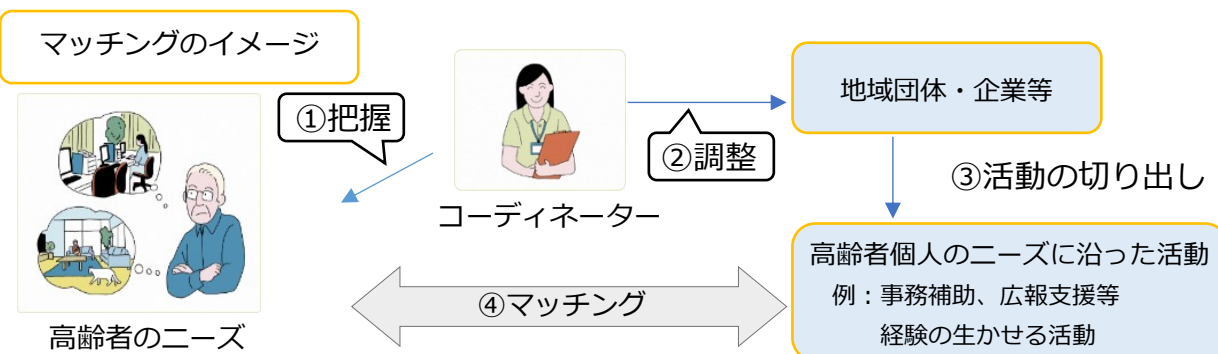 マッチングのイメージ
①把握
②調整
地域団体・企業等
③活動の切り出し
コーディネーター
高齢者個人のニーズに沿った活動
例：事務補助、広報支援等
経験の生かせる活動
④マッチング
高齢者のニーズ